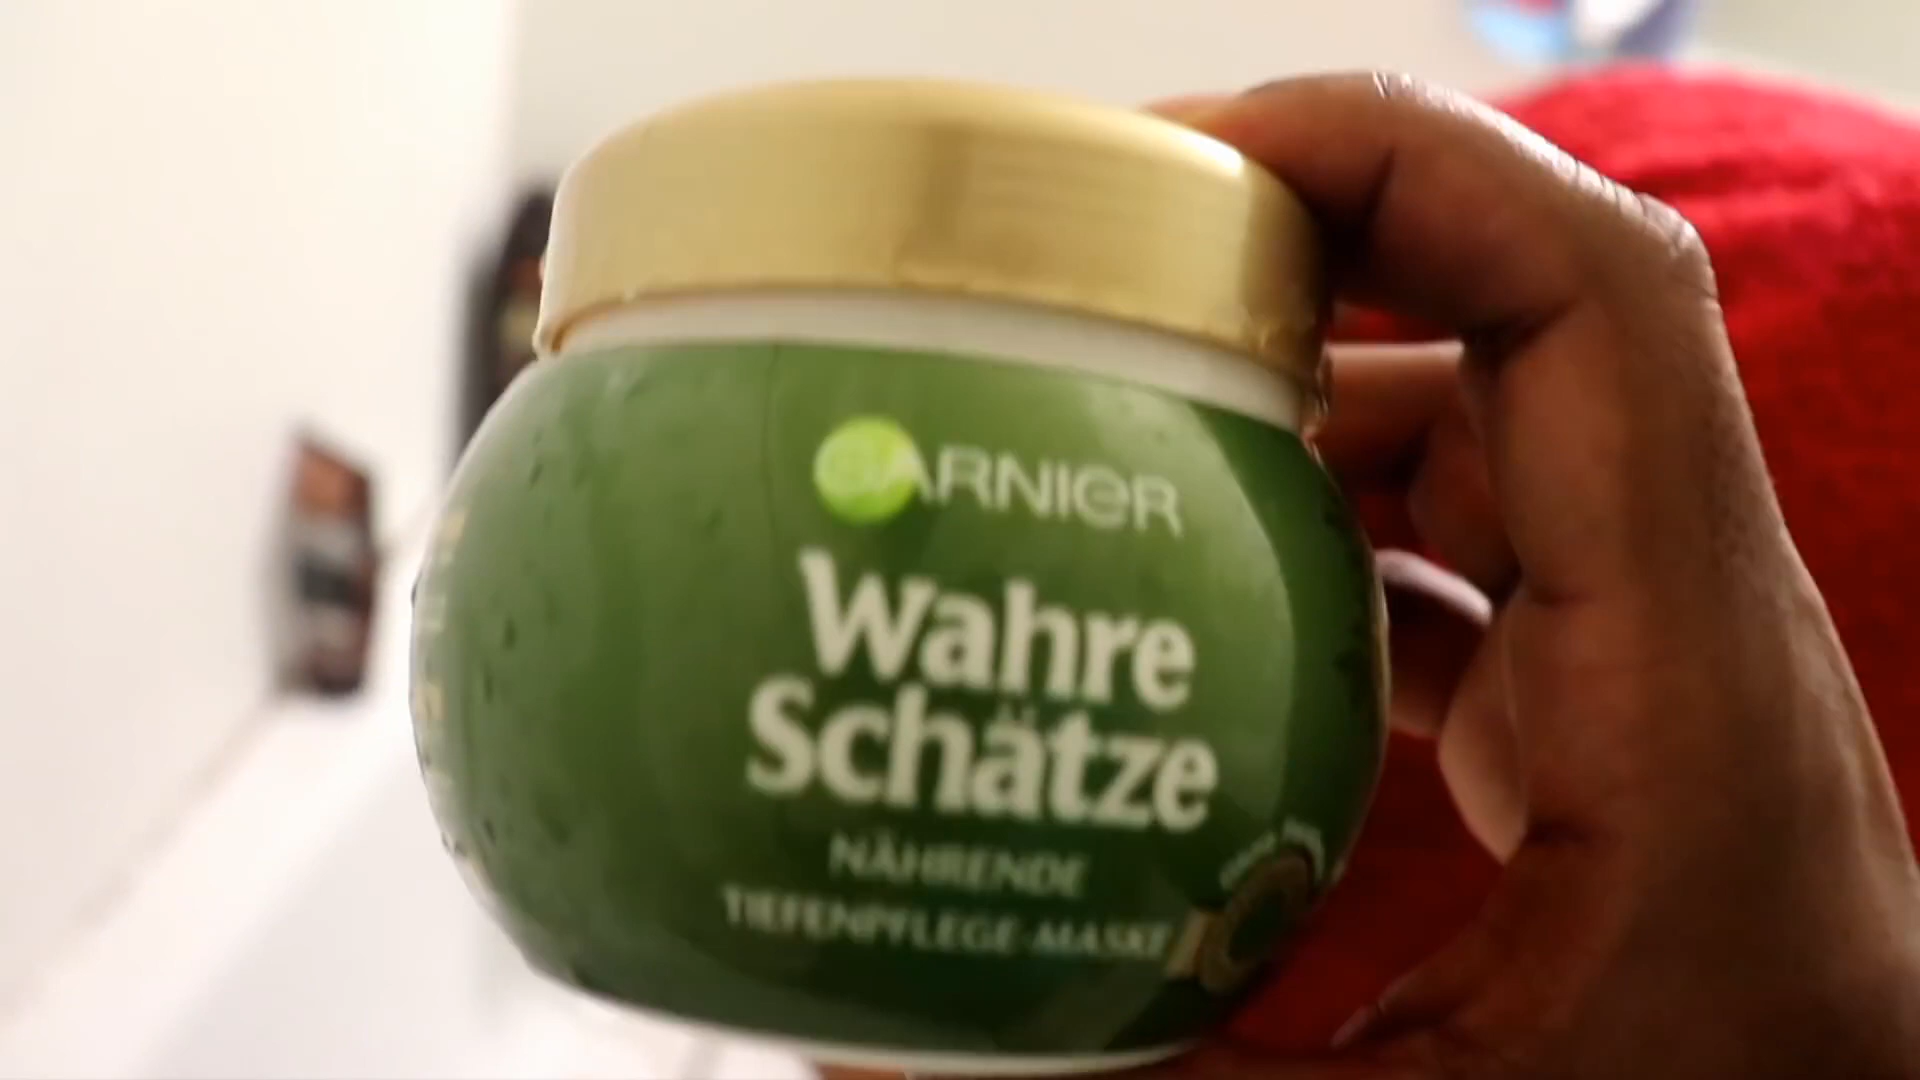 GARNIER
Wahre
Schätze
NÄHRENDE
TIEFENPFLEGE-MASKE